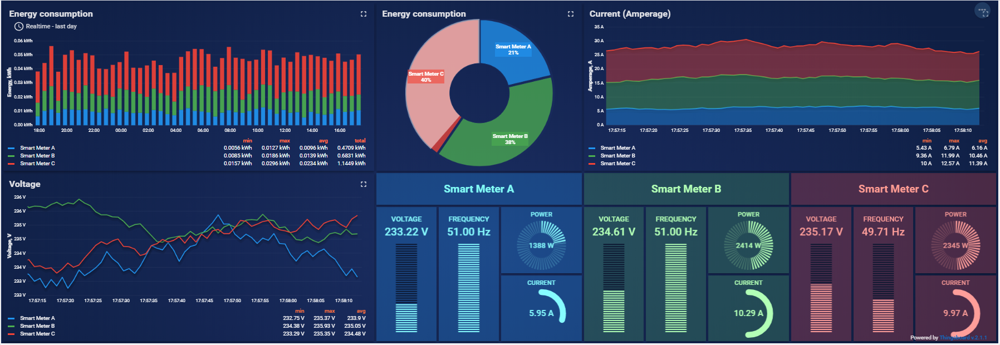 Energy consumption
Realtime - last day
0.06 kWh
0.05 kWh
0.04 kWh
0.03 kWh
0.02 kWh
0.01 kWh
0.00 kWh
Energy, kWh
18:00 20:00 22:00 00:00 02:00 04:00 06:00 08:00 10:00 12:00 14:00 16:00
min max avg total
Smart Meter A 0.0056 kWh 0.0127 kWh 0.0096 kWh 0.4709 kWh
Smart Meter B 0.0085 kWh 0.0186 kWh 0.0139 kWh 0.6831 kWh
Smart Meter C 0.0157 kWh 0.0296 kWh 0.0234 kWh 1.1449 kWh
Energy consumption
Smart Meter A
21%
Smart Meter C
40%
Smart Meter B
38%
Current (Amperage)
35 A
30 A
25 A
20 A
15 A
10 A
5 A
0 A
Amperage, A
17:57:15 17:57:20 17:57:25 17:57:30 17:57:35 17:57:40 17:57:45 17:57:50 17:57:55 17:58:00 17:58:05 17:58:10
min max avg
Smart Meter A 5.43 A 6.79 A 6.16 A
Smart Meter B 9.36 A 11.99 A 10.46 A
Smart Meter C 10 A 12.57 A 11.39 A
Voltage
236 V
236 V
235 V
235 V
234 V
234 V
233 V
233 V
Voltage, V
17:57:15 17:57:20 17:57:25 17:57:30 17:57:35 17:57:40 17:57:45 17:57:50 17:57:55 17:58:00 17:58:05 17:58:10
min max avg
Smart Meter A 232.75 V 235.37 V 233.9 V
Smart Meter B 234.38 V 235.93 V 235.05 V
Smart Meter C 233.29 V 235.35 V 234.48 V
Smart Meter A
VOLTAGE
233.22 V
FREQUENCY
51.00 Hz
POWER
1388 W
CURRENT
5.95 A
Smart Meter B
VOLTAGE
234.61 V
FREQUENCY
51.00 Hz
POWER
2414 W
CURRENT
10.29 A
Smart Meter C
VOLTAGE
235.17 V
FREQUENCY
49.71 Hz
POWER
2345 W
CURRENT
9.97 A
Powered by Thingsboard v.2.1.1